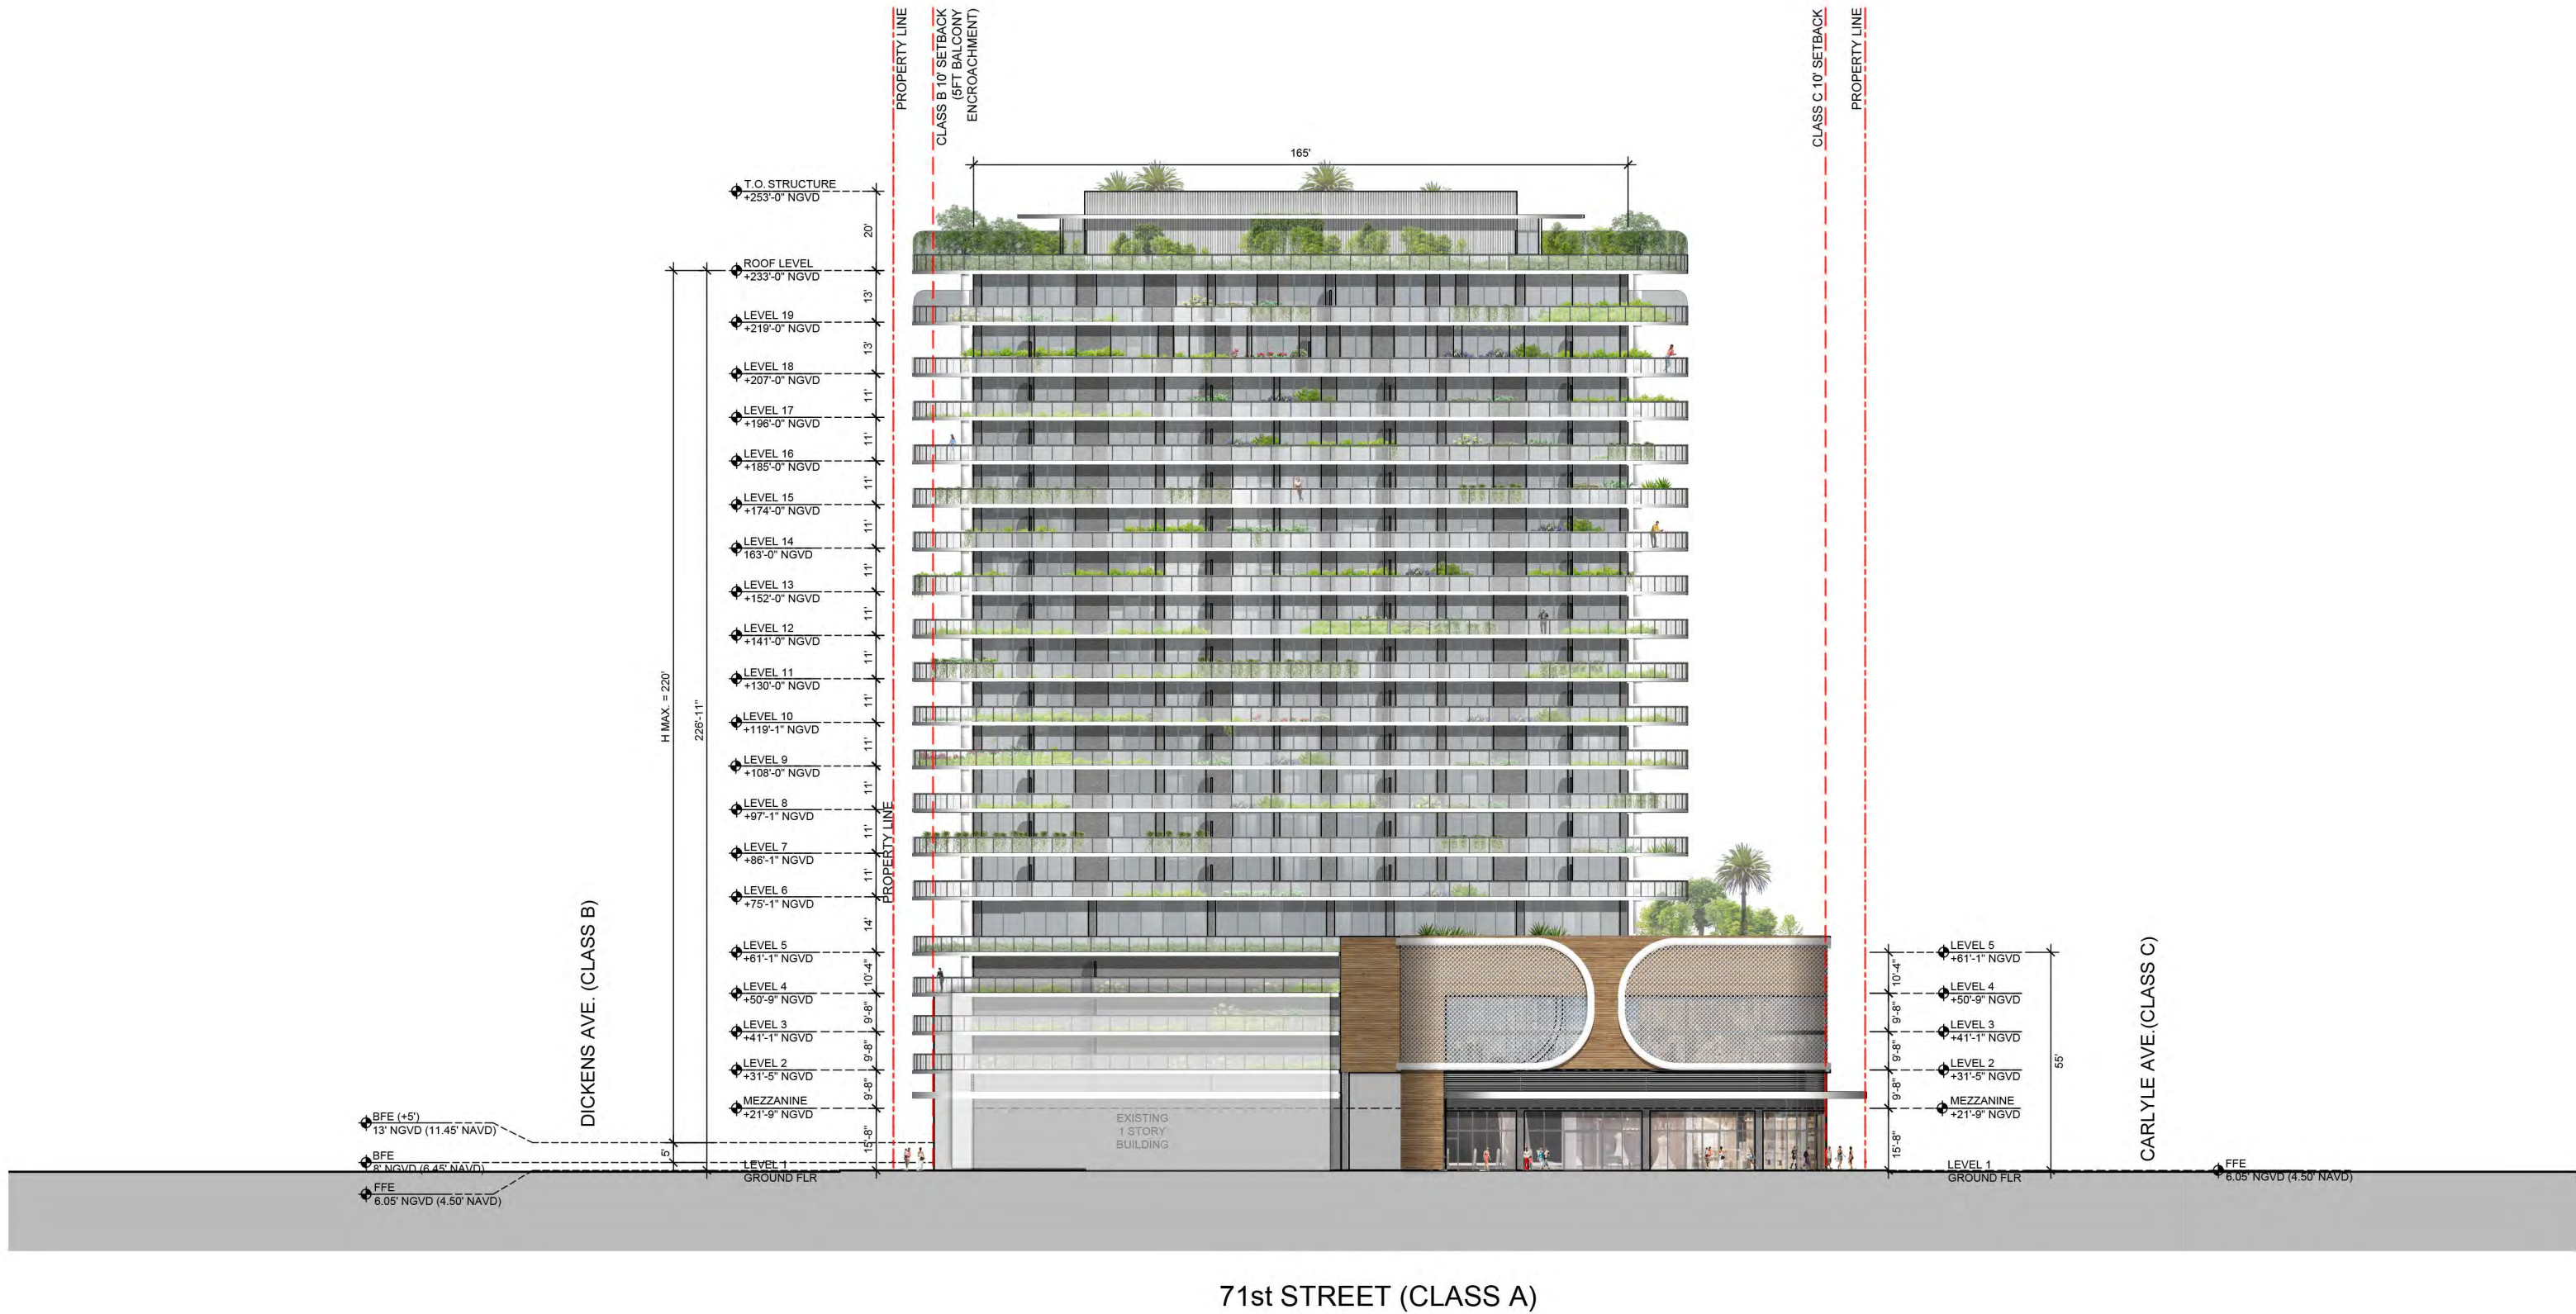 PROPERTY LINE
CLASS B 10' SETBACK
(5FT BALCONY
ENCROACHMENT)
CLASS C 10' SETBACK
PROPERTY LINE
165'
T.O. STRUCTURE
+253'-0" NGVD
20'
ROOF LEVEL
+233'-0" NGVD
13'
LEVEL 19
+219'-0" NGVD
13'
LEVEL 18
+207'-0" NGVD
11'
LEVEL 17
+196'-0" NGVD
11'
LEVEL 16
+185'-0" NGVD
11'
LEVEL 15
+174'-0" NGVD
11'
LEVEL 14
163'-0" NGVD
11'
LEVEL 13
+152'-0" NGVD
11'
LEVEL 12
+141'-0" NGVD
11'
LEVEL 11
+130'-0" NGVD
11'
LEVEL 10
+119'-1" NGVD
11'
LEVEL 9
+108'-0" NGVD
11'
LEVEL 8
+97'-1" NGVD
11'
LEVEL 7
+86'-1" NGVD
11'
LEVEL 6
+75'-1" NGVD
14'
LEVEL 5
+61'-1" NGVD
10'-4"
LEVEL 4
+50'-9" NGVD
9'-8"
LEVEL 3
+41'-1" NGVD
9'-8"
LEVEL 2
+31'-5" NGVD
9'-8"
MEZZANINE
+21'-9" NGVD
15'-8"
LEVEL 1
GROUND FLR
PROPERTY LINE
H MAX. = 220'
226'-11"
5'
DICKENS AVE. (CLASS B)
BFE (+5')
13' NGVD (11.45' NAVD)
BFE
8' NGVD (6.45' NAVD)
FFE
6.05' NGVD (4.50' NAVD)
EXISTING
1 STORY
BUILDING
LEVEL 5
+61'-1" NGVD
10'-4"
LEVEL 4
+50'-9" NGVD
9'-8"
LEVEL 3
+41'-1" NGVD
9'-8"
LEVEL 2
+31'-5" NGVD
9'-8"
MEZZANINE
+21'-9" NGVD
15'-8"
LEVEL 1
GROUND FLR
55'
CARLYLE AVE.(CLASS C)
FFE
6.05' NGVD (4.50' NAVD)
71st STREET (CLASS A)